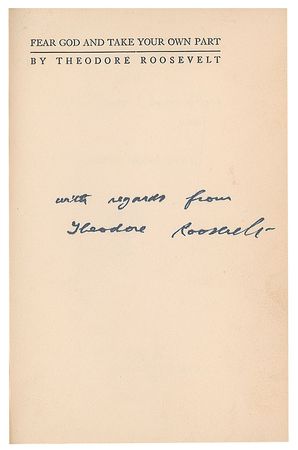 FEAR GOD AND TAKE YOUR OWN PART
BY THEODORE ROOSEVELT
with regards from
Theodore Roosevelt